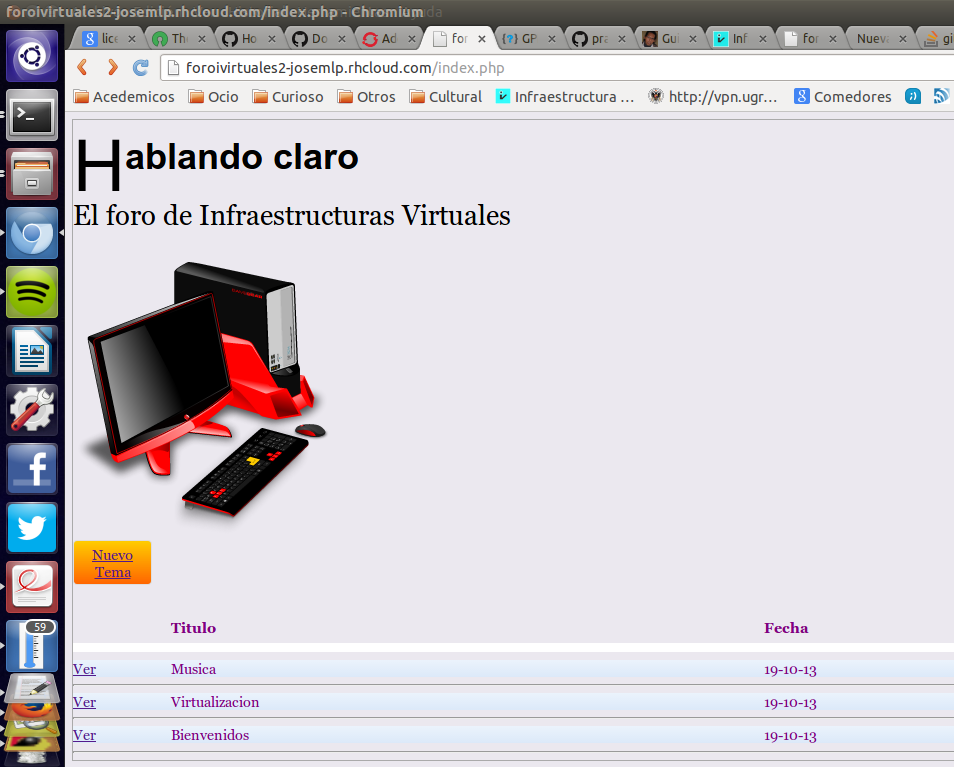 foroivirtuales2-josemlp.rhcloud.com/index.php - Chromium
lice
The
Ho
Do
Ad
for
GP
pra
Gui
Inf
for
Nueva
gi
foroivirtuales2-josemlp.rhcloud.com/index.php
Acedemicos Ocio Curioso Otros Cultural Infraestructura ... http://vpn.ugr... Comedores
Hablando claro
El foro de Infraestructuras Virtuales
Nuevo
Tema
Titulo Fecha
Ver Musica 19-10-13
Ver Virtualizacion 19-10-13
Ver Bienvenidos 19-10-13
59